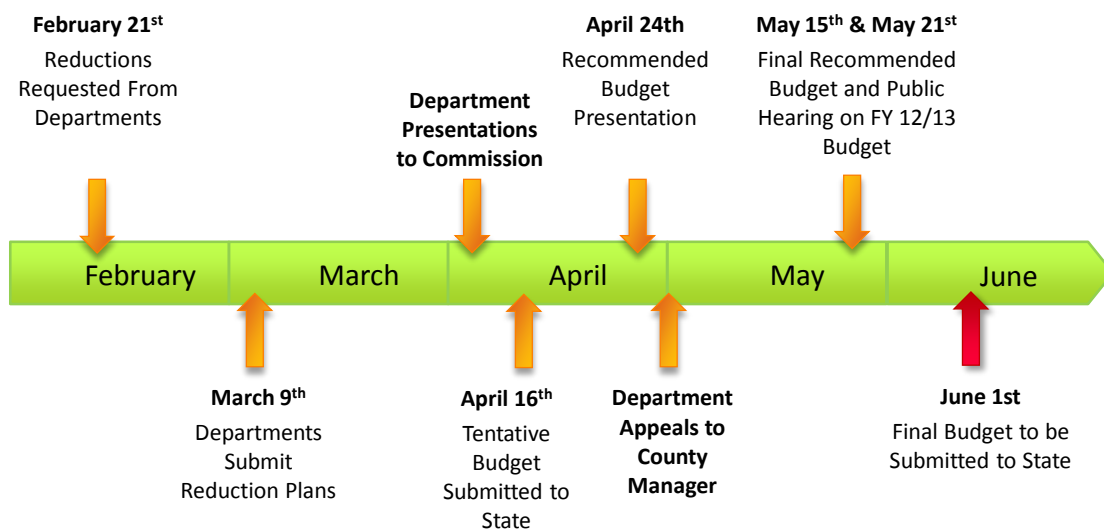 February 21st
Reductions
Requested From
Departments
Department
Presentations
to Commission
April 24th
Recommended
Budget
Presentation
May 15th & May 21st
Final Recommended
Budget and Public
Hearing on FY 12/13
Budget
February
March
April
May
June
March 9th
Departments
Submit
Reduction Plans
April 16th
Tentative
Budget
Submitted to
State
Department
Appeals to
County
Manager
June 1st
Final Budget to be
Submitted to State